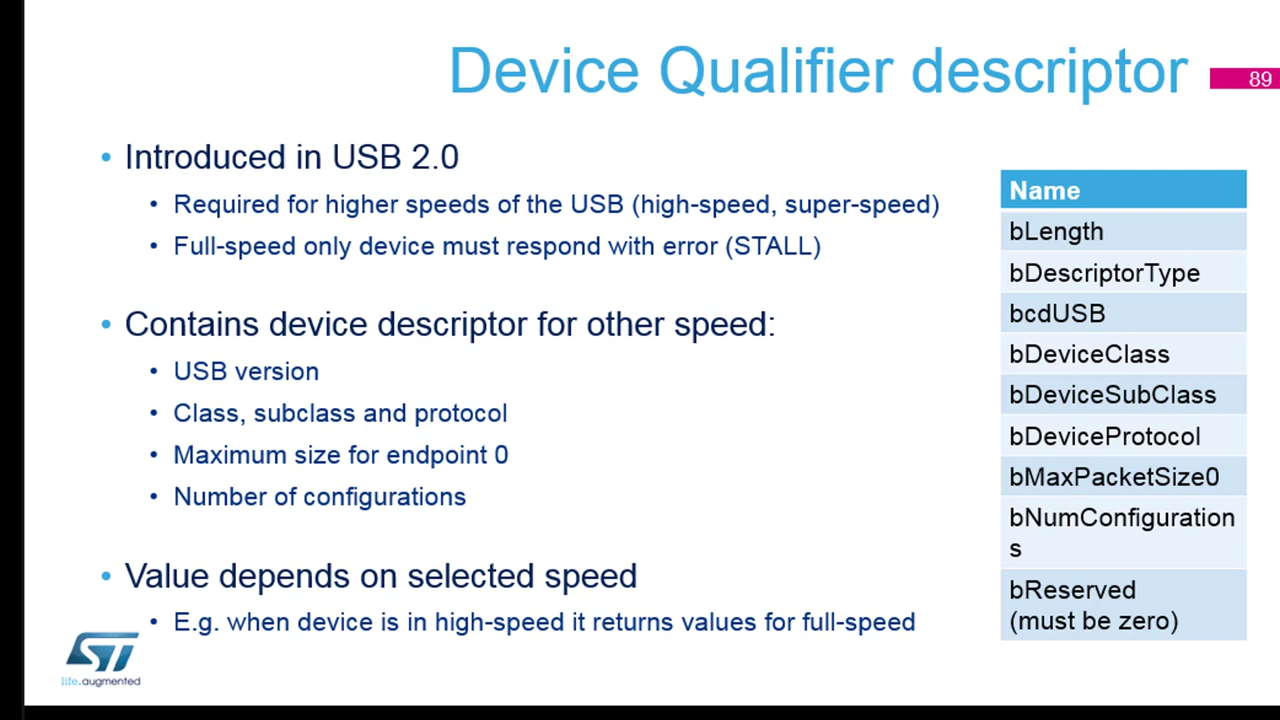 Device Qualifier descriptor
89
• Introduced in USB 2.0
• Required for higher speeds of the USB (high-speed, super-speed)
• Full-speed only device must respond with error (STALL)
• Contains device descriptor for other speed:
• USB version
• Class, subclass and protocol
• Maximum size for endpoint 0
• Number of configurations
• Value depends on selected speed
• E.g. when device is in high-speed it returns values for full-speed
Name
bLength
bDescriptorType
bcdUSB
bDeviceClass
bDeviceSubClass
bDeviceProtocol
bMaxPacketSize0
bNumConfiguration
s
bReserved
(must be zero)
ST
life.augmented